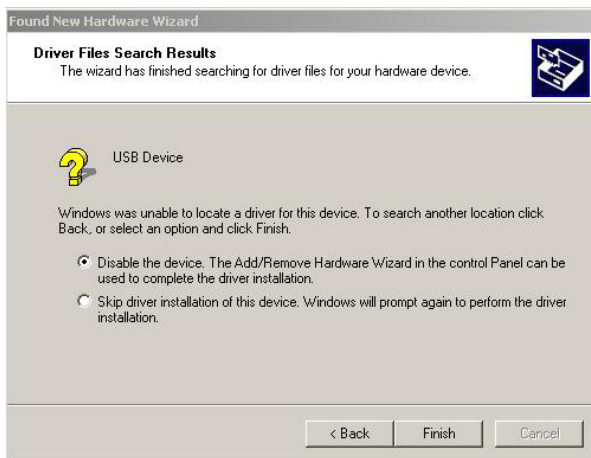 Found New Hardware Wizard
Driver Files Search Results
The wizard has finished searching for driver files for your hardware device.
USB Device
Windows was unable to locate a driver for this device. To search another location click
Back, or select an option and click Finish.
Disable the device. The Add/Remove Hardware Wizard in the control Panel can be
used to complete the driver installation.
Skip driver installation of this device. Windows will prompt again to perform the driver
installation.
< Back
Finish
Cancel